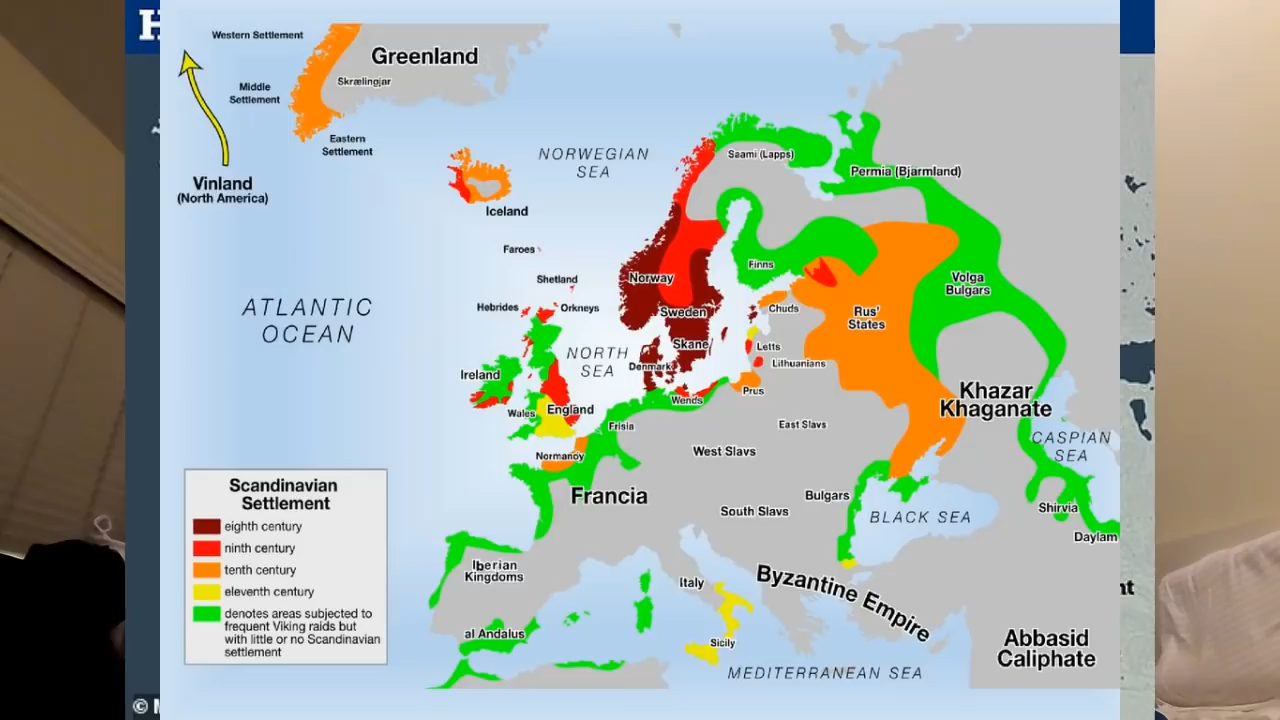 H
Western Settlement
Greenland
Skrælingjar
Middle
Settlement
Eastern
Settlement
Vinland
(North America)
NORWEGIAN
SEA
Saami (Lapps)
Permia (Bjarmland)
Iceland
Faroes
Shetland
Hebrides
Orkneys
Norway
Sweden
Skane
Denmark
Finns
Chuds
Letts
Lithuanians
Rus'
States
Volga
Bulgars
ATLANTIC
OCEAN
NORTH
SEA
Ireland
Wales
England
Wends
Prus
Frisia
Normandy
East Slavs
West Slavs
Khazar
Khaganate
CASPIAN
SEA
Francia
South Slavs
Bulgars
BLACK SEA
Shirvia
Daylam
Iberian
Kingdoms
Italy
Byzantine Empire
al Andalus
Sicily
MEDITERRANEAN SEA
Abbasid
Caliphate
Scandinavian
Settlement
eighth century
ninth century
tenth century
eleventh century
denotes areas subjected to
frequent Viking raids but
with little or no Scandinavian
settlement
nt
©